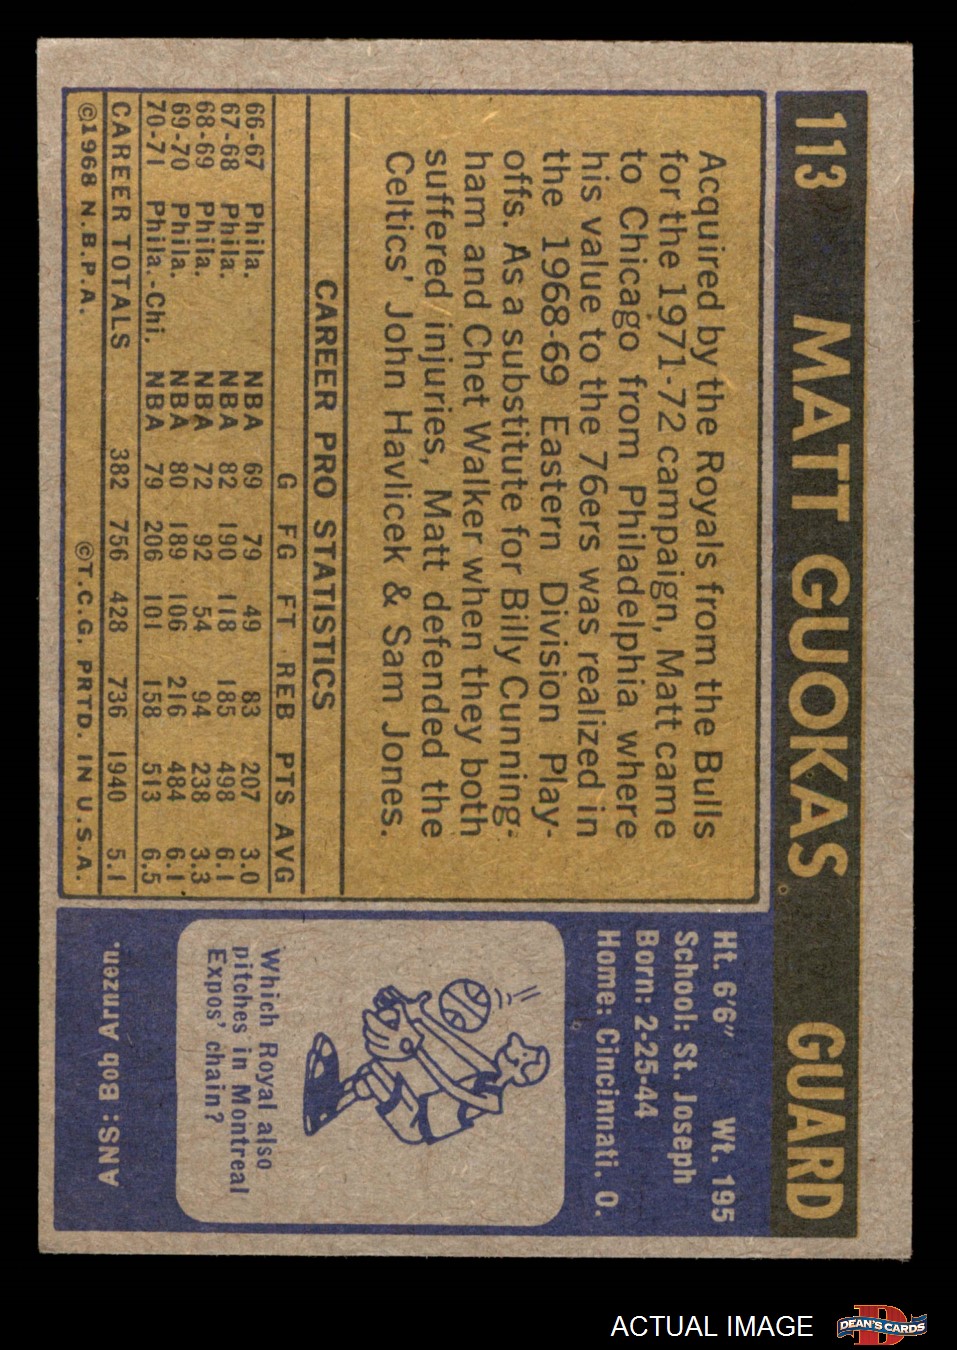 113 MATT GUOKAS GUARD
Acquired by the Royals from the Bulls
for the 1971-72 campaign, Matt came
to Chicago from Philadelphia where
his value to the 76ers was realized in
the 1968-69 Eastern Division Play-
offs. As a substitute for Billy Cunning-
ham and Chet Walker when they both
suffered injuries, Matt defended the
Celtics' John Havlicek & Sam Jones.
CAREER PRO STATISTICS
G FG FT REB PTS AVG
66-67 Phila. NBA 69 79 49 83 207 3.0
67-68 Phila. NBA 82 190 118 185 498 6.1
68-69 Phila. NBA 72 92 54 94 238 3.3
69-70 Phila. NBA 80 189 106 216 484 6.1
70-71 Phila.-Chi. NBA 79 206 101 158 513 6.5
CAREER TOTALS 382 756 428 736 1940 5.1
©1968 N.B.P.A. ©T.C.G. PRTD. IN U.S.A.
Ht. 6'6" Wt. 195
School: St. Joseph
Born: 2-25-44
Home: Cincinnati. O.
Which Royal also
pitches in Montreal
Expos' chain?
ANS: Bob Arnzen.
ACTUAL IMAGE
D
DEAN'S CARDS